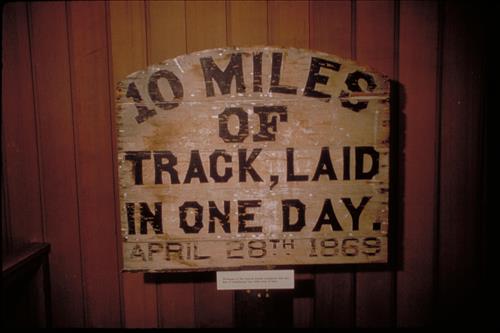 10 MILES
OF
TRACK, LAID
IN ONE DAY.
APRIL 28TH 1869